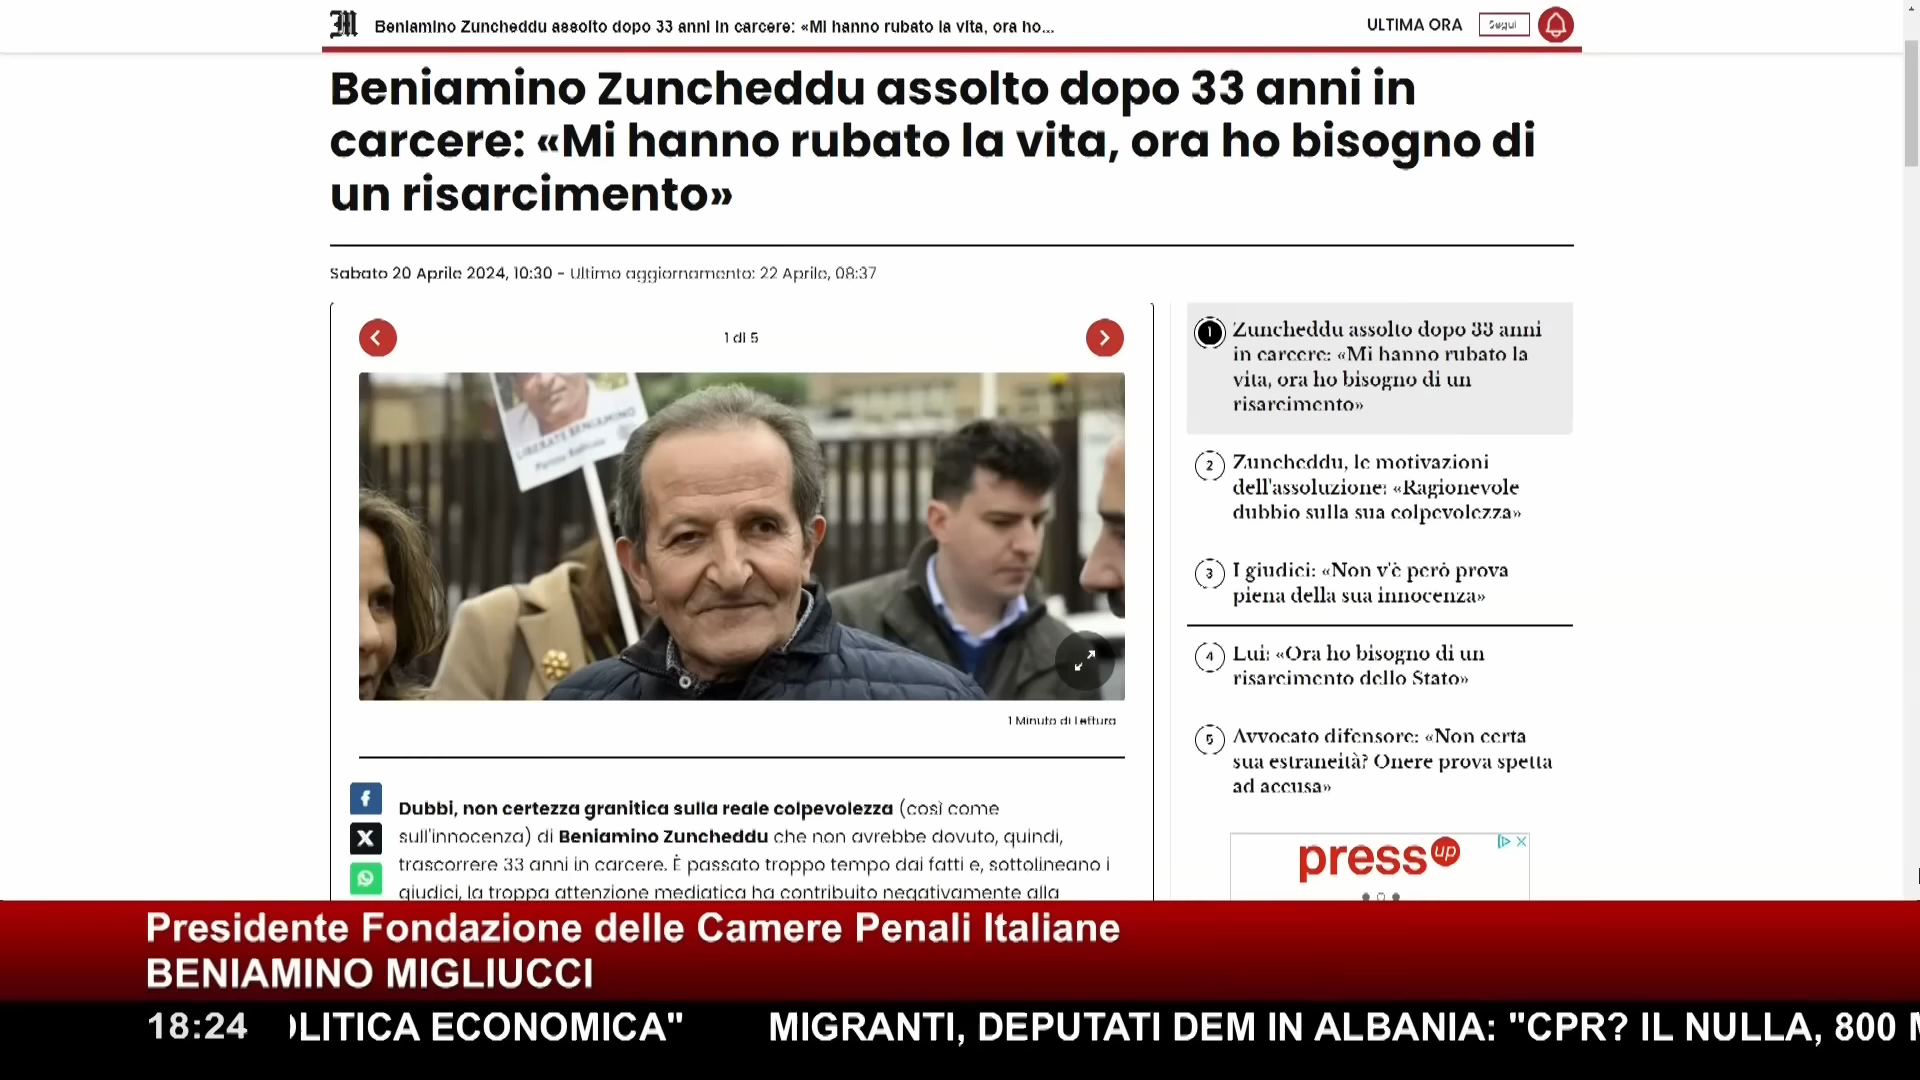 M Beniamino Zuncheddu assolto dopo 33 anni in carcere: «Mi hanno rubato la vita, ora ho...
ULTIMA ORA
Segui
Beniamino Zuncheddu assolto dopo 33 anni in
carcere: «Mi hanno rubato la vita, ora ho bisogno di
un risarcimento»
Sabato 20 Aprile 2024, 10:30 - Ultimo aggiornamento: 22 Aprile, 08:37
1 di 5
LIBERATE BENIAMINO
1 Minuto di Lettura
Dubbi, non certezza granitica sulla reale colpevolezza (così come
sull'innocenza) di Beniamino Zuncheddu che non avrebbe dovuto, quindi,
trascorrere 33 anni in carcere. È passato troppo tempo dai fatti e, sottolineano i
giudici, la troppa attenzione mediatica ha contribuito negativamente alla
1 Zuncheddu assolto dopo 33 anni
in carcere: «Mi hanno rubato la
vita, ora ho bisogno di un
risarcimento»
2 Zuncheddu, le motivazioni
dell'assoluzione: «Ragionevole
dubbio sulla sua colpevolezza»
3 I giudici: «Non v'è però prova
piena della sua innocenza»
4 Lui: «Ora ho bisogno di un
risarcimento dello Stato»
5 Avvocato difensore: «Non certa
sua estraneità? Onere prova spetta
ad accusa»
press up
Presidente Fondazione delle Camere Penali Italiane
BENIAMINO MIGLIUCCI
18:24 OLITICA ECONOMICA" MIGRANTI, DEPUTATI DEM IN ALBANIA: "CPR? IL NULLA, 800